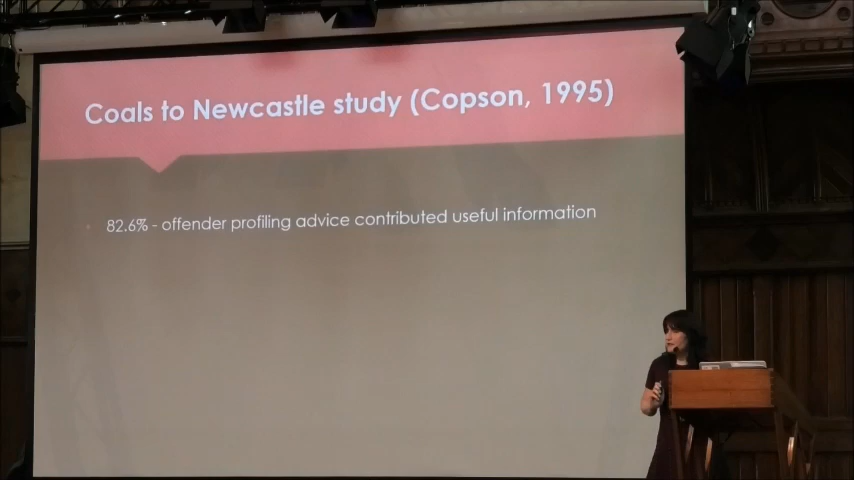 Coals to Newcastle study (Copson, 1995)
82.6% - offender profiling advice contributed useful information